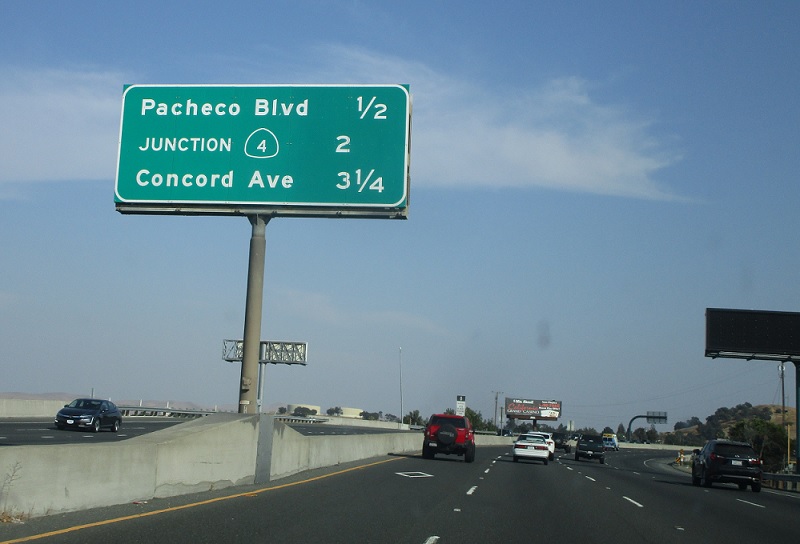 Pacheco Blvd 1/2
JUNCTION 4 2
Concord Ave 3 1/4